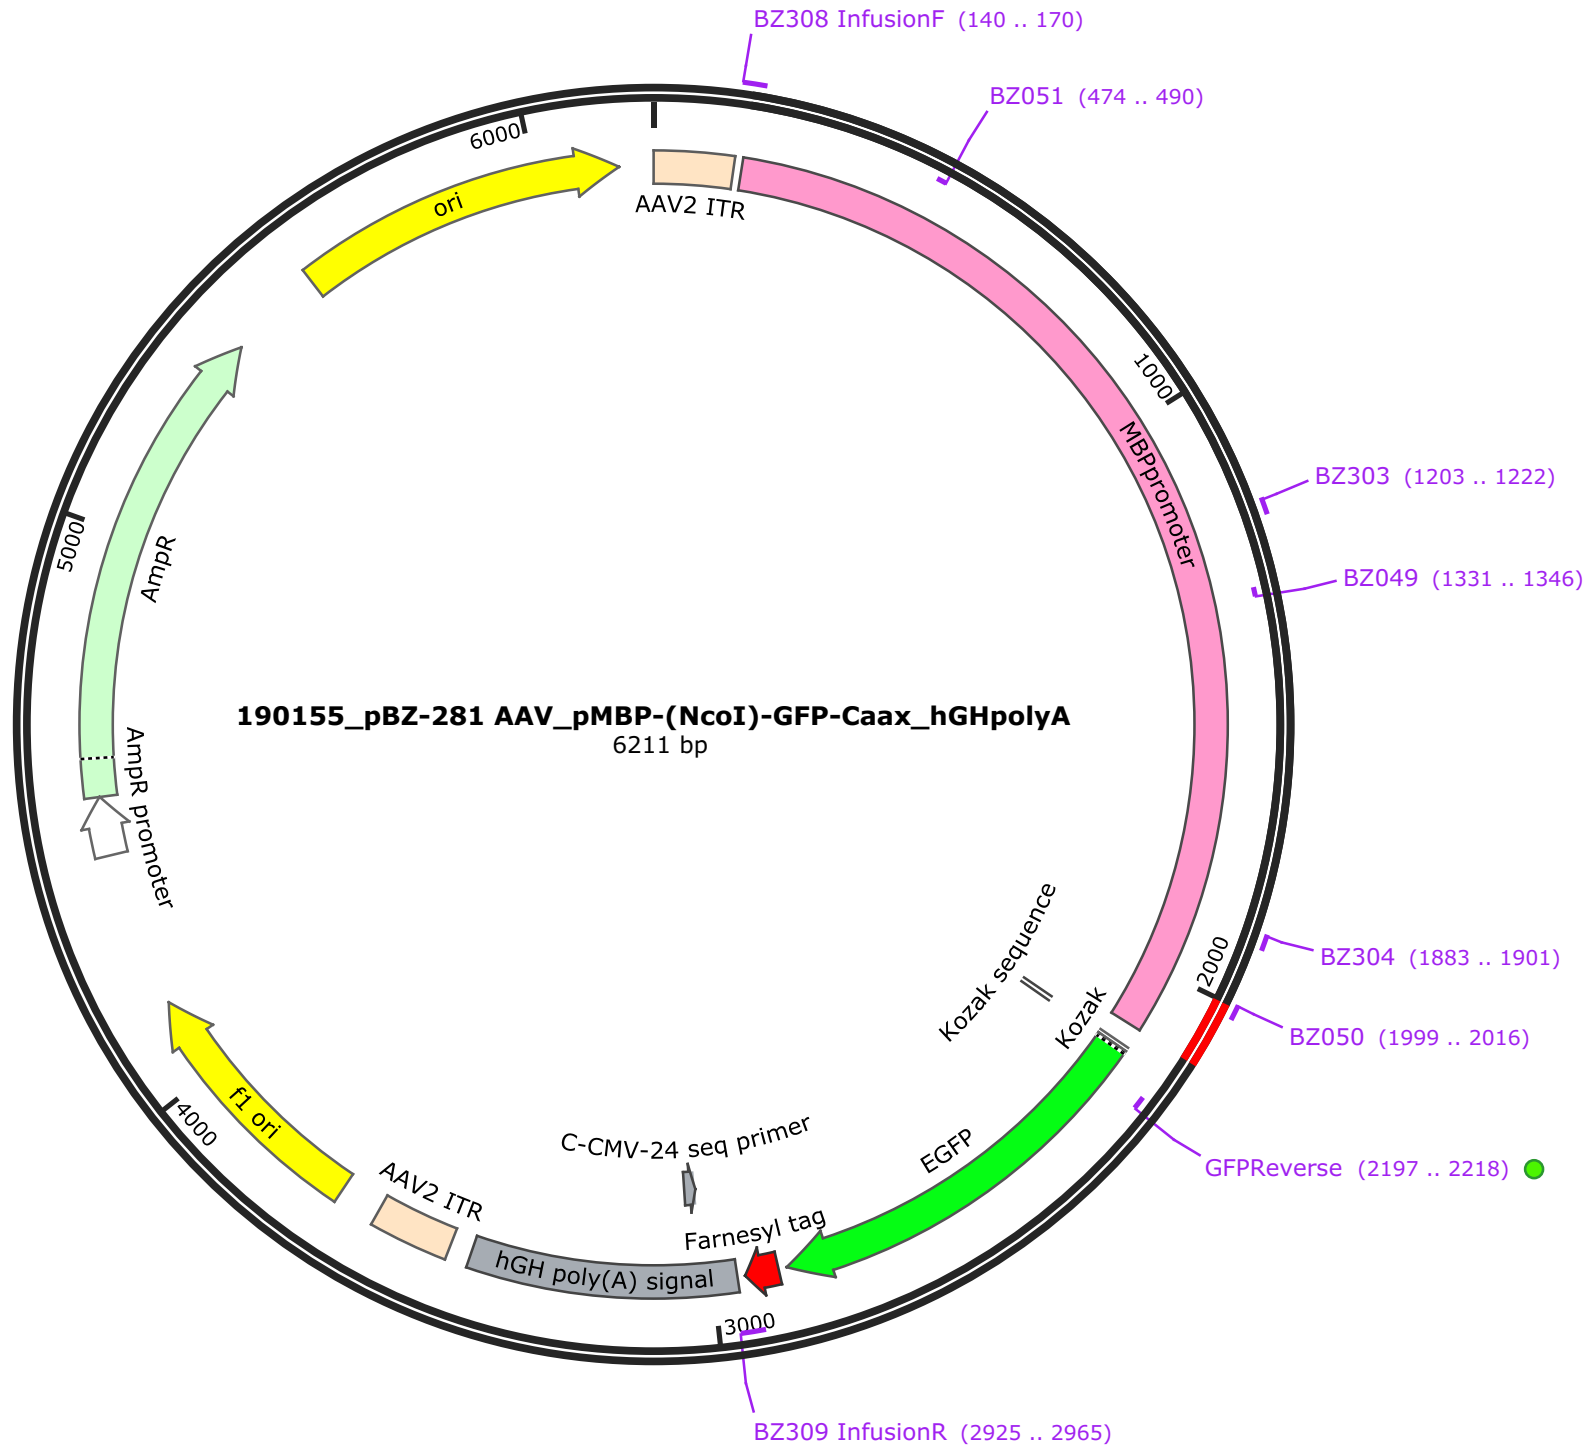 BZ308 InfusionF (140 .. 170)
BZ051 (474 .. 490)
6000
ori
AAV2 ITR
1000
MBPpromoter
BZ303 (1203 .. 1222)
5000
AmpR
BZ049 (1331 .. 1346)
190155_pBZ-281 AAV_pMBP-(NcoI)-GFP-Caax_hGHpolyA
6211 bp
AmpR promoter
Kozak sequence
Kozak
2000
BZ304 (1883 .. 1901)
BZ050 (1999 .. 2016)
4000
f1 ori
C-CMV-24 seq primer
EGFP
GFPReverse (2197 .. 2218)
AAV2 ITR
Farnesyl tag
hGH poly(A) signal
3000
BZ309 InfusionR (2925 .. 2965)